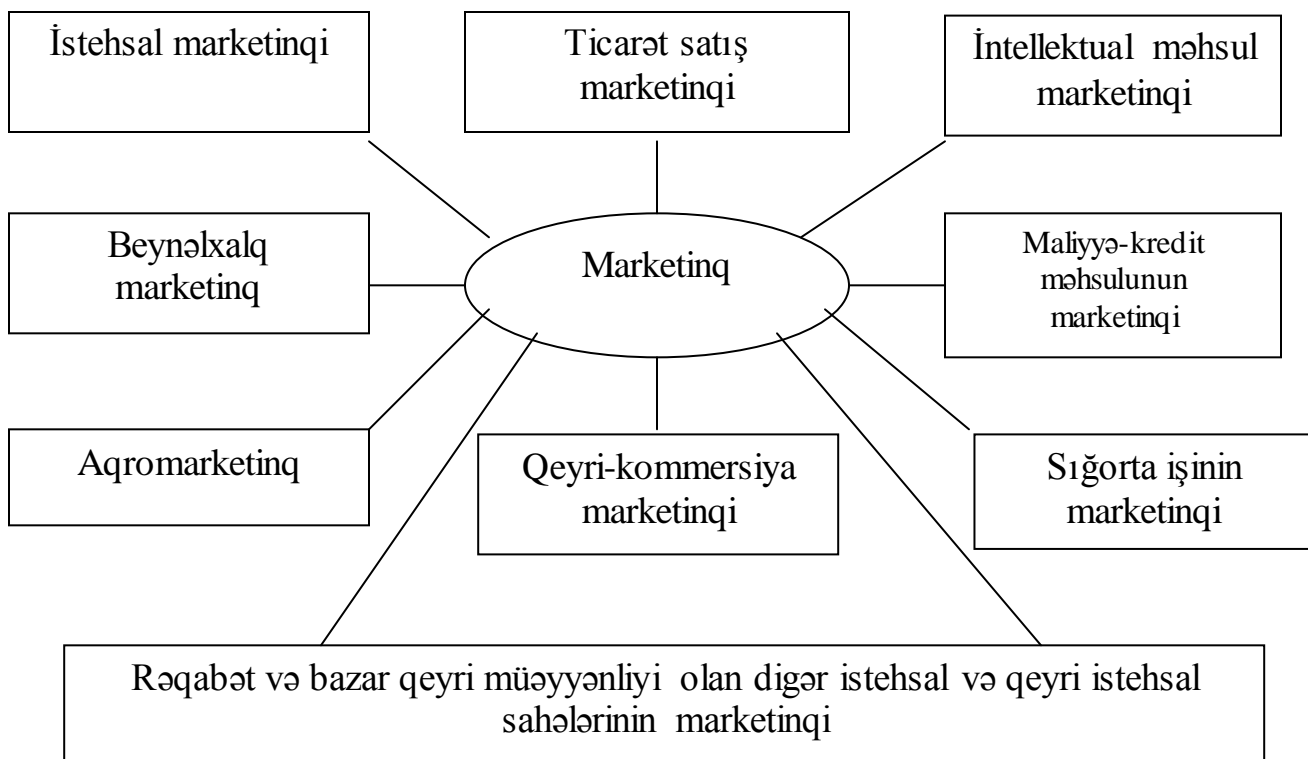 İstehsal marketinqi
Ticarət satış
marketinqi
İntellektual məhsul
marketinqi
Beynəlxalq
marketinq
Marketinq
Maliyyə-kredit
məhsulunun
marketinqi
Aqromarketinq
Qeyri-kommersiya
marketinqi
Sığorta işinin
marketinqi
Rəqabət və bazar qeyri müəyyənliyi olan digər istehsal və qeyri istehsal
sahələrinin marketinqi